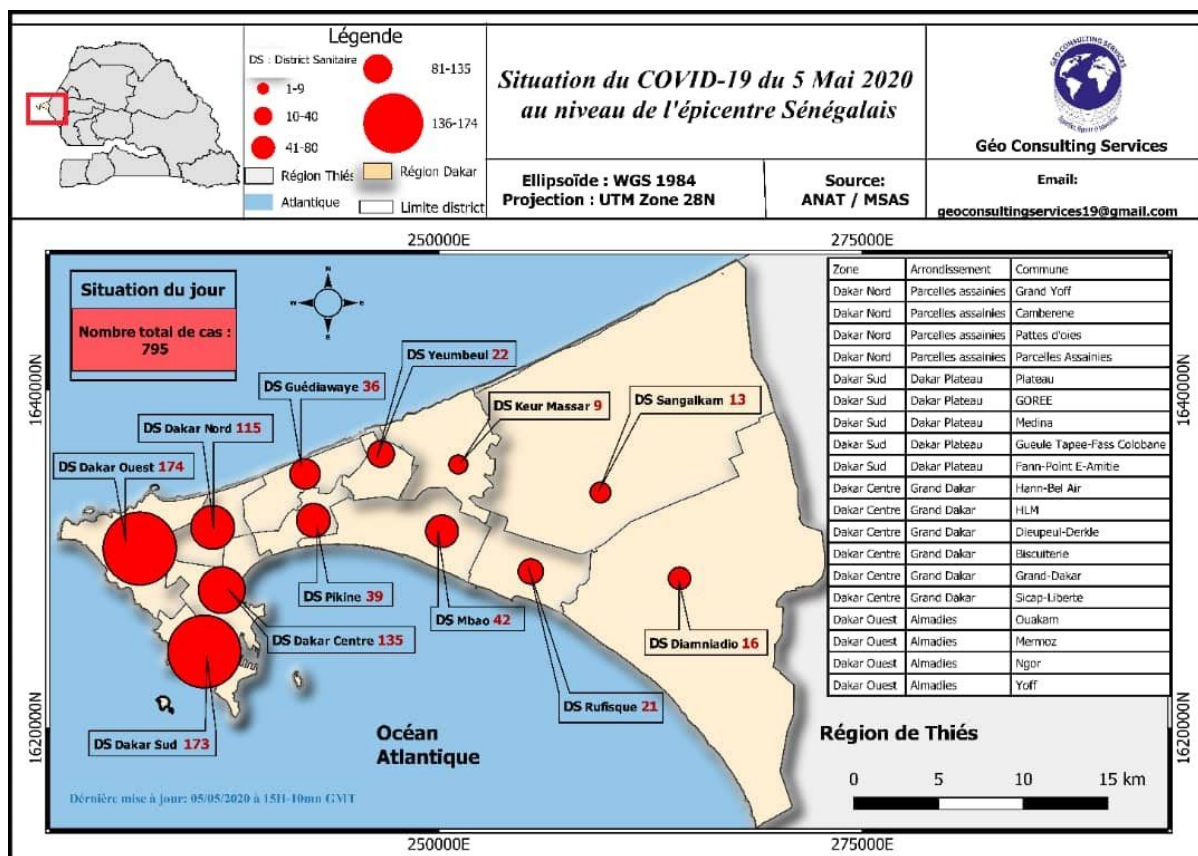 Légende
DS : District Sanitaire
1-9
10-40
41-80
81-135
136-174
Région Thiés
Région Dakar
Atlantique
Limite district
Situation du COVID-19 du 5 Mai 2020
au niveau de l'épicentre Sénégalais
Ellipsoïde : WGS 1984
Projection : UTM Zone 28N
Source:
ANAT / MSAS
GÉO CONSULTING SERVICES
Géo Consulting Services
Email:
geoconsultingservices19@gmail.com
250000E
275000E
1640000N
1640000N
1620000N
1620000N
Situation du jour
Nombre total de cas :
795
N
DS Yeumbeul 22
DS Guédiawaye 36
DS Keur Massar 9
DS Sangalkam 13
DS Dakar Nord 115
DS Dakar Ouest 174
DS Pikine 39
DS Mbao 42
DS Dakar Centre 135
DS Diamniadio 16
DS Rufisque 21
DS Dakar Sud 173
Océan
Atlantique
Région de Thiés
0 5 10 15 km
Dérnière mise à jour: 05/05/2020 à 15H-10mn GMT
250000E
275000E
Zone Arrondissement Commune
Dakar Nord Parcelles assainies Grand Yoff
Dakar Nord Parcelles assainies Camberene
Dakar Nord Parcelles assainies Pattes d'oies
Dakar Nord Parcelles assainies Parcelles Assainies
Dakar Sud Dakar Plateau Plateau
Dakar Sud Dakar Plateau GOREE
Dakar Sud Dakar Plateau Medina
Dakar Sud Dakar Plateau Gueule Tapee-Fass Colobane
Dakar Sud Dakar Plateau Fann-Point E-Amitie
Dakar Centre Grand Dakar Hann-Bel Air
Dakar Centre Grand Dakar HLM
Dakar Centre Grand Dakar Dieupeul-Derkle
Dakar Centre Grand Dakar Biscuiterie
Dakar Centre Grand Dakar Grand-Dakar
Dakar Centre Grand Dakar Sicap-Liberte
Dakar Ouest Almadies Ouakam
Dakar Ouest Almadies Mermoz
Dakar Ouest Almadies Ngor
Dakar Ouest Almadies Yoff